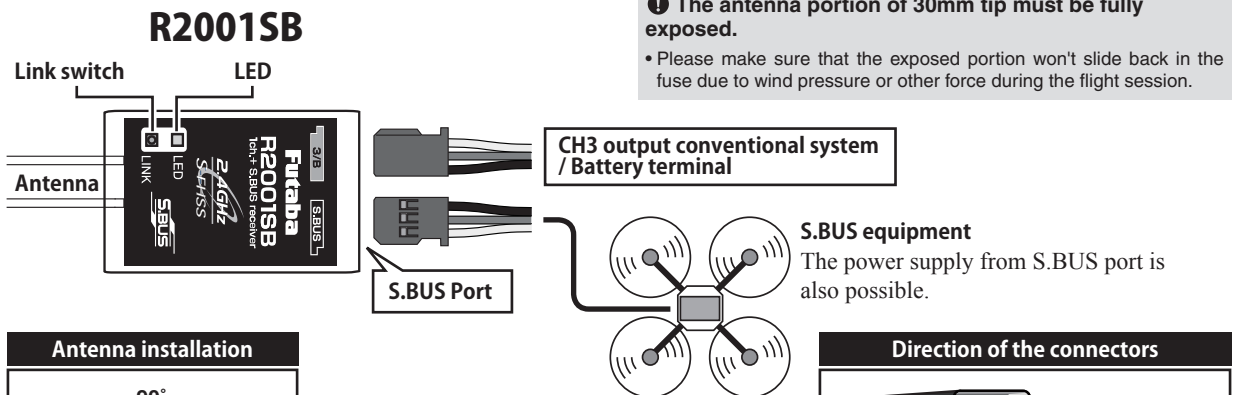 ❶ The antenna portion of 30mm tip must be fully
exposed.
• Please make sure that the exposed portion won't slide back in the
fuse due to wind pressure or other force during the flight session.
R2001SB
Link switch
LED
Antenna
LINK
LED
2.4GHz
S-FHSS
S.BUS
Futaba
R2001SB
1ch.+ S.BUS receiver
3/B
S.BUS
CH3 output conventional system
/ Battery terminal
S.BUS Port
S.BUS equipment
The power supply from S.BUS port is
also possible.
Antenna installation
90˚
Direction of the connectors